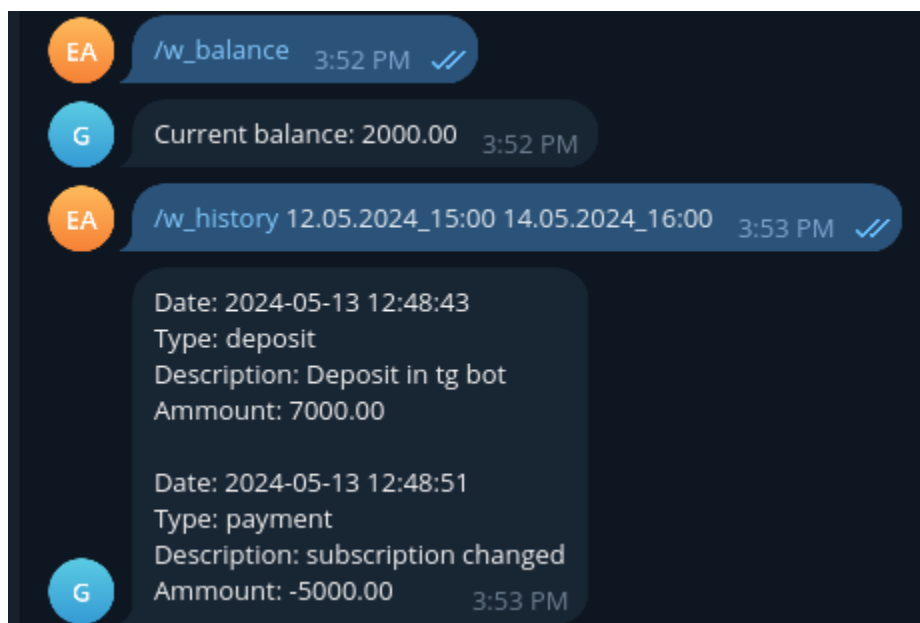 EA
/w_balance 3:52 PM
G
Current balance: 2000.00 3:52 PM
EA
/w_history 12.05.2024_15:00 14.05.2024_16:00 3:53 PM
Date: 2024-05-13 12:48:43
Type: deposit
Description: Deposit in tg bot
Ammount: 7000.00
Date: 2024-05-13 12:48:51
Type: payment
Description: subscription changed
G
Ammount: -5000.00 3:53 PM